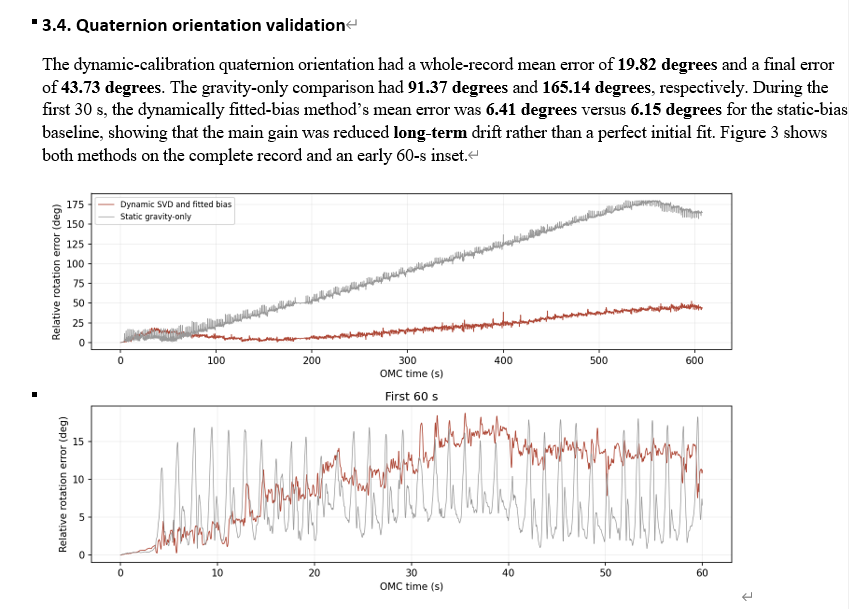 3.4. Quaternion orientation validation
The dynamic-calibration quaternion orientation had a whole-record mean error of 19.82 degrees and a final error
of 43.73 degrees. The gravity-only comparison had 91.37 degrees and 165.14 degrees, respectively. During the
first 30 s, the dynamically fitted-bias method’s mean error was 6.41 degrees versus 6.15 degrees for the static-bias
baseline, showing that the main gain was reduced long-term drift rather than a perfect initial fit. Figure 3 shows
both methods on the complete record and an early 60-s inset.
Relative rotation error (deg)
175
150
125
100
75
50
25
0
Dynamic SVD and fitted bias
Static gravity-only
0 100 200 300 400 500 600
OMC time (s)
First 60 s
Relative rotation error (deg)
15
10
5
0
0 10 20 30 40 50 60
OMC time (s)